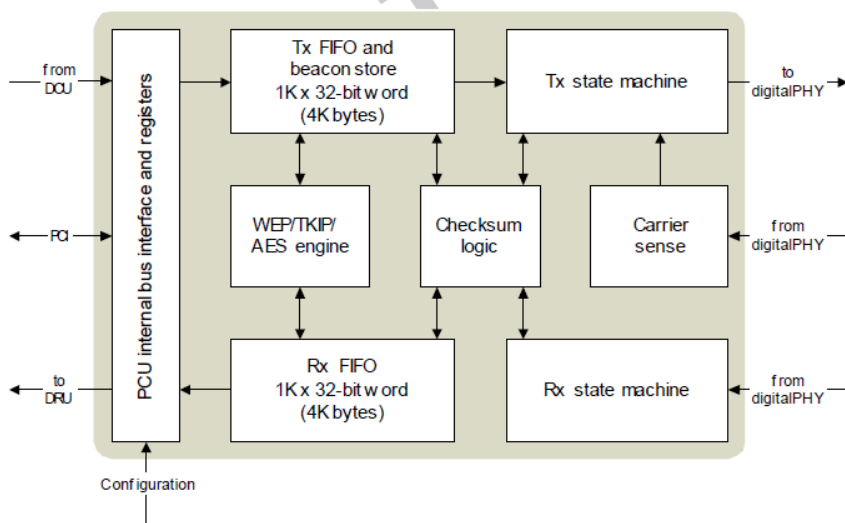 from
DCU
PCI
to
DRU
PCU internal bus interface and registers
Configuration
Tx FIFO and
beacon store
1K x 32-bit word
(4K bytes)
Tx state machine
to
digitalPHY
WEP/TKIP/
AES engine
Checksum
logic
Carrier
sense
from
digitalPHY
Rx FIFO
1K x 32-bit word
(4K bytes)
Rx state machine
from
digitalPHY